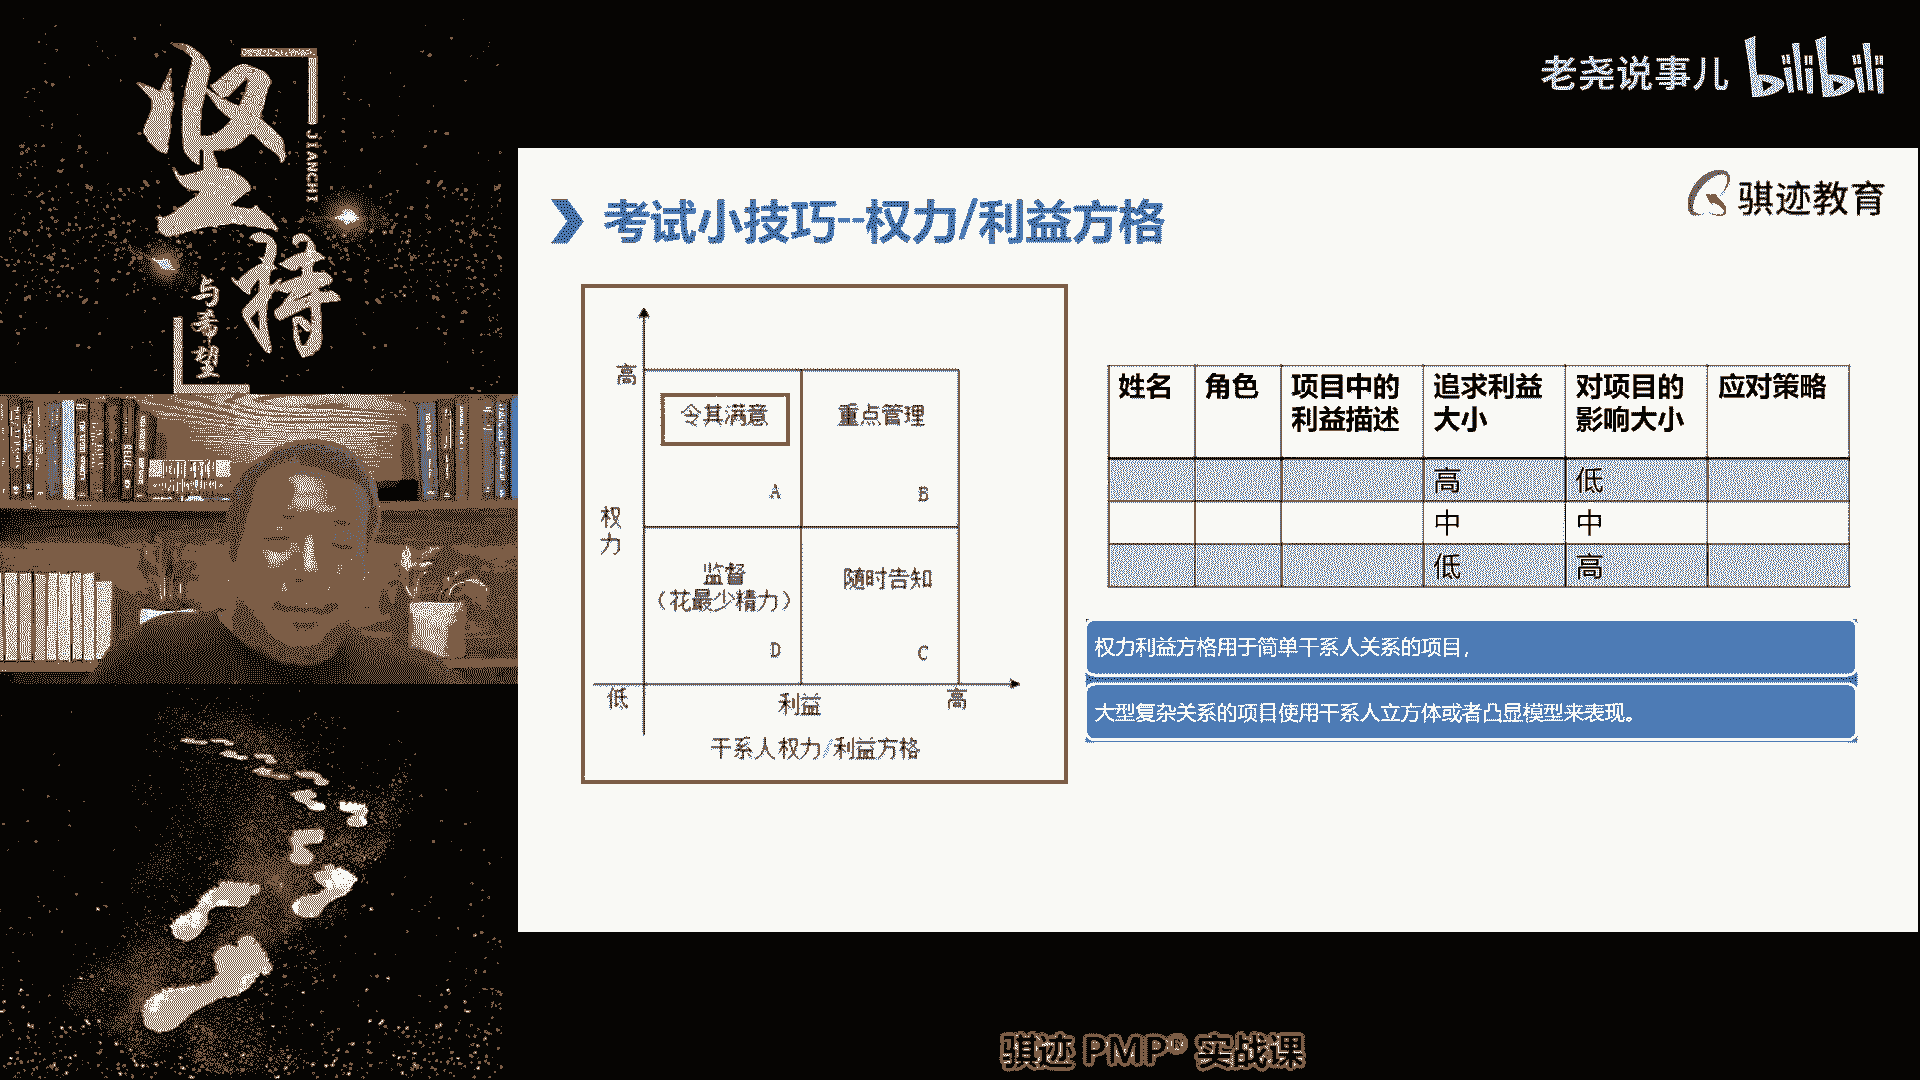 坚持
JIANCHI
与希望
老尧说事儿 bilibili
骐迹教育
考试小技巧--权力/利益方格
高
令其满意
重点管理
A
B
权力
监督
（花最少精力）
随时告知
D
C
低
利益
高
干系人权力/利益方格
姓名 角色 项目中的利益描述 追求利益大小 对项目的影响大小 应对策略
高 低
中 中
低 高
权力利益方格用于简单干系人关系的项目，
大型复杂关系的项目使用干系人立方体或者凸显模型来表现。
骐迹 PMP® 实战课